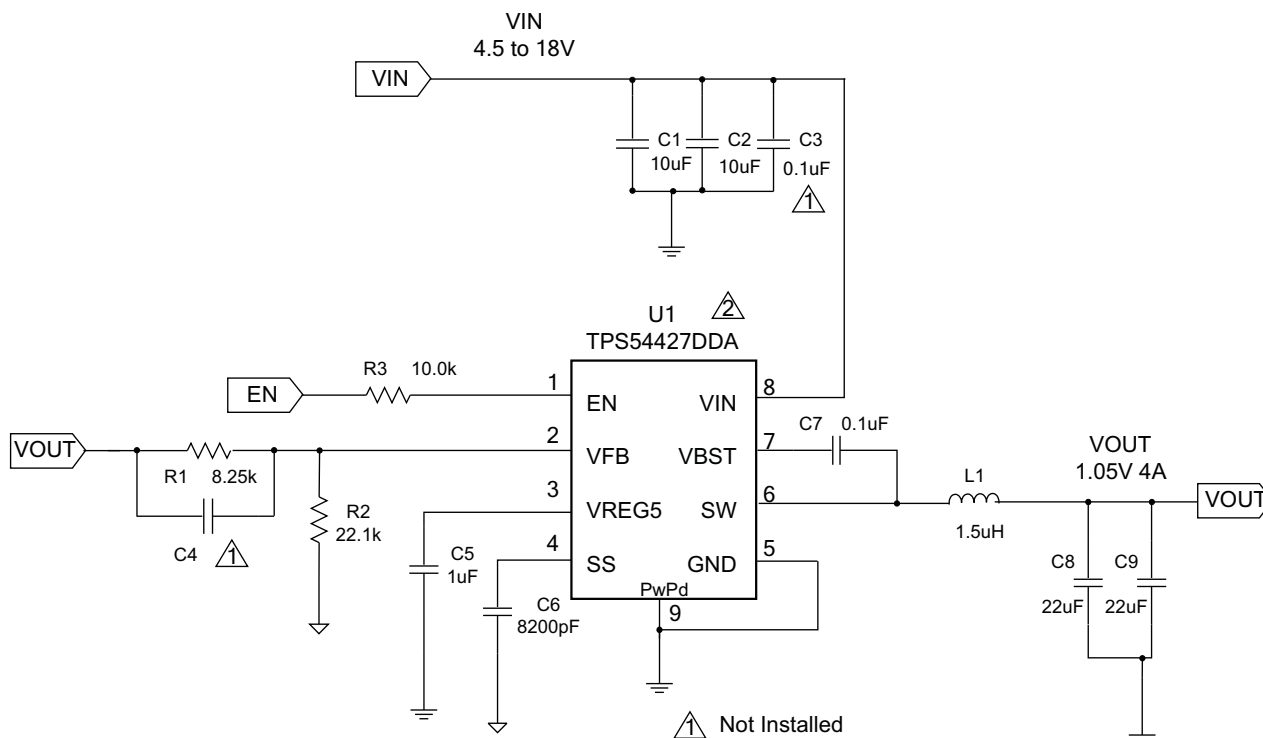 VIN
4.5 to 18V
VIN
C1
10uF
C2
10uF
C3
0.1uF
1
2
U1
TPS54427DDA
EN
R3 10.0k
1
EN
VIN
8
VOUT
R1 8.25k
C4
1
R2
22.1k
2
VFB
VBST
7
C7 0.1uF
3
VREG5
SW
6
L1
1.5uH
VOUT
1.05V 4A
VOUT
C5
1uF
4
SS
GND
5
C6
8200pF
PwPd
9
C8
22uF
C9
22uF
1 Not Installed